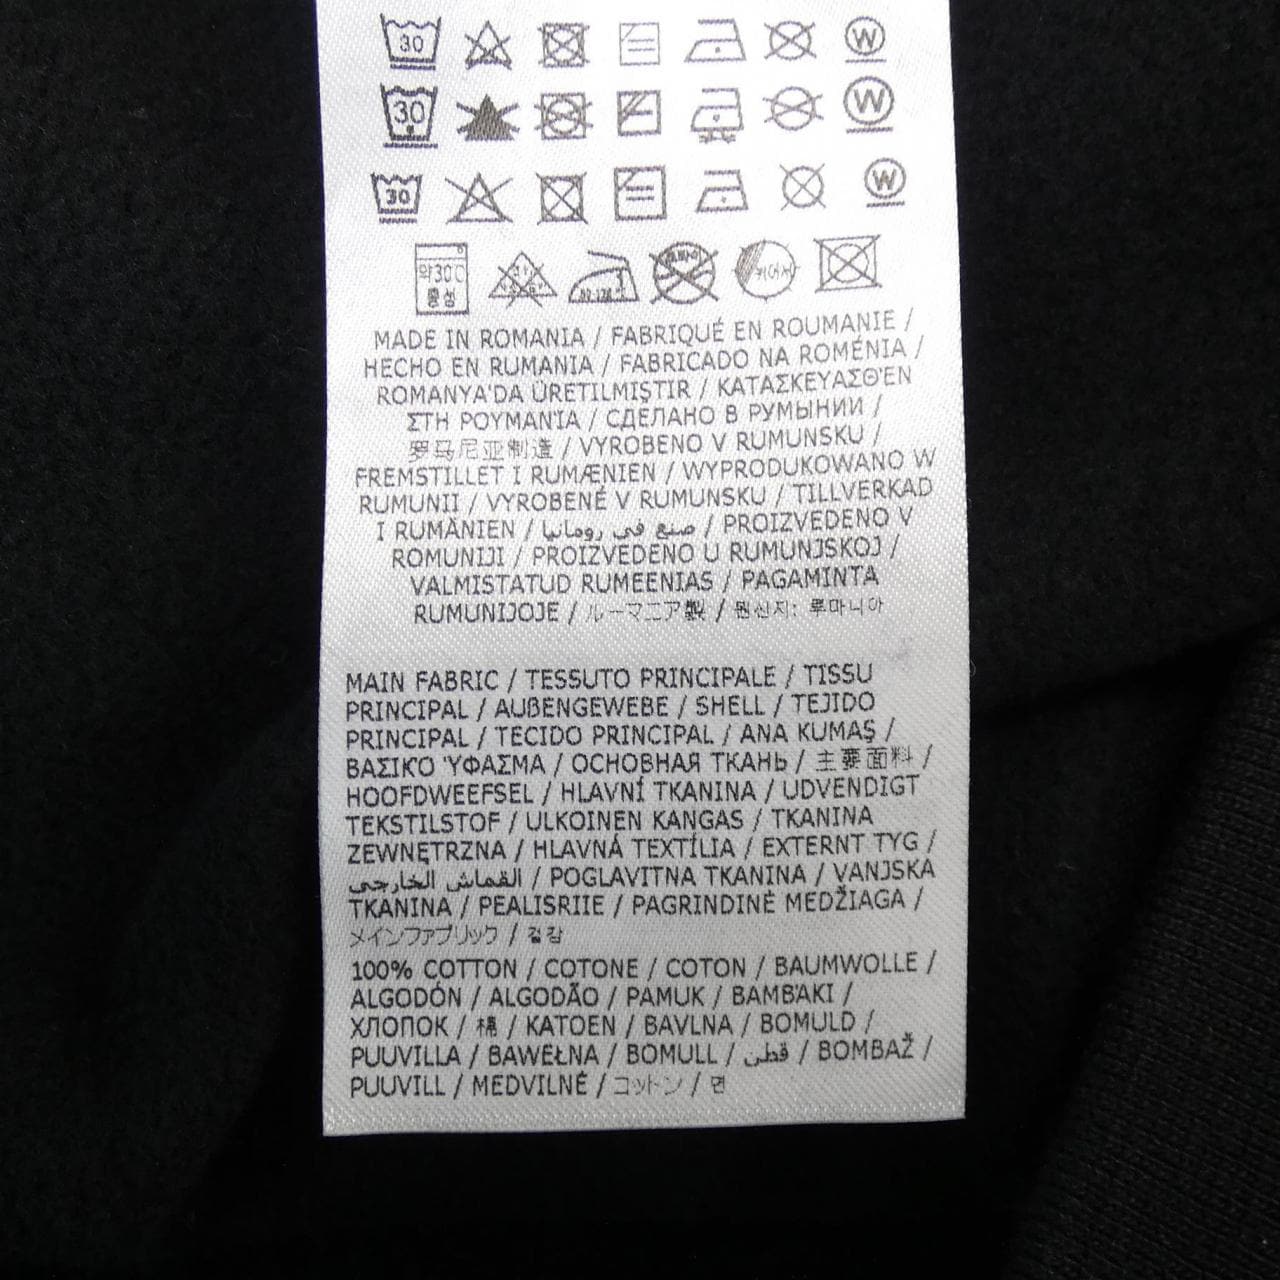 30 W
30 W
30 W
약30℃
중성
MADE IN ROMANIA / FABRIQUÉ EN ROUMANIE /
HECHO EN RUMANIA / FABRICADO NA ROMÉNIA /
ROMANYA'DA ÜRETILMIŞTIR / ΚΑΤΑΣΚΕΥΑΣΘ'ΕΝ
ΣΤΗ ΡΟΥΜΑΝ'ΙΑ / СДЕЛАНО В РУМЫНИИ /
罗马尼亚制造 / VYROBENO V RUMUNSKU /
FREMSTILLET I RUMÆNIEN / WYPRODUKOWANO W
RUMUNII / VYROBENÉ V RUMUNSKU / TILLVERKAD
I RUMÄNIEN / صنع في رومانيا / PROIZVEDENO V
ROMUNIJI / PROIZVEDENO U RUMUNJSKOJ /
VALMISTATUD RUMEENIAS / PAGAMINTA
RUMUNIJOJE / ルーマニア製 / 원산지: 루마니아
MAIN FABRIC / TESSUTO PRINCIPALE / TISSU
PRINCIPAL / AUßENGEWEBE / SHELL / TEJIDO
PRINCIPAL / TECIDO PRINCIPAL / ANA KUMAŞ /
ΒΑΣΙΚ'Ο 'ΥΦΑΣΜΑ / ОСНОВНАЯ ТКАНЬ / 主要面料 /
HOOFDWEEFSEL / HLAVNÍ TKANINA / UDVENDIGT
TEKSTILSTOF / ULKOINEN KANGAS / TKANINA
ZEWNĘTRZNA / HLAVNÁ TEXTÍLIA / EXTERNT TYG /
القماش الخارجي / POGLAVITNA TKANINA / VANJSKA
TKANINA / PEALISRIIE / PAGRINDINĖ MEDŽIAGA /
メインファブリック / 겉감
100% COTTON / COTONE / COTON / BAUMWOLLE /
ALGODÓN / ALGODÃO / PAMUK / ΒΑΜΒ'ΑΚΙ /
ХЛОПОК / 棉 / KATOEN / BAVLNA / BOMULD /
PUUVILLA / BAWEŁNA / BOMULL / قطن / BOMBAŽ /
PUUVILL / MEDVILNĖ / コットン / 면